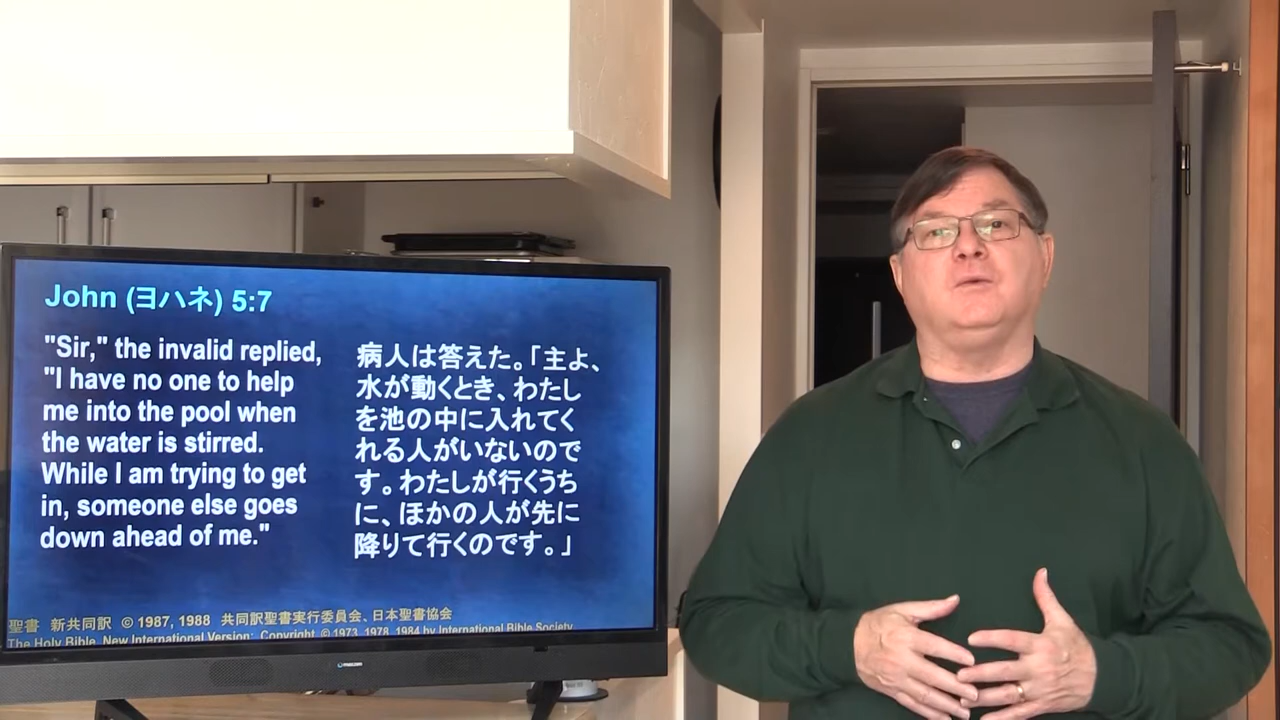 John (ヨハネ) 5:7
"Sir," the invalid replied,
"I have no one to help
me into the pool when
the water is stirred.
While I am trying to get
in, someone else goes
down ahead of me."
病人は答えた。「主よ、
水が動くとき、わたし
を池の中に入れてく
れる人がいないので
す。わたしが行くうち
に、ほかの人が先に
降りて行くのです。」
聖書 新共同訳 © 1987, 1988 共同訳聖書実行委員会、日本聖書協会
The Holy Bible, New International Version: Copyright © 1973, 1978, 1984 by International Bible Society